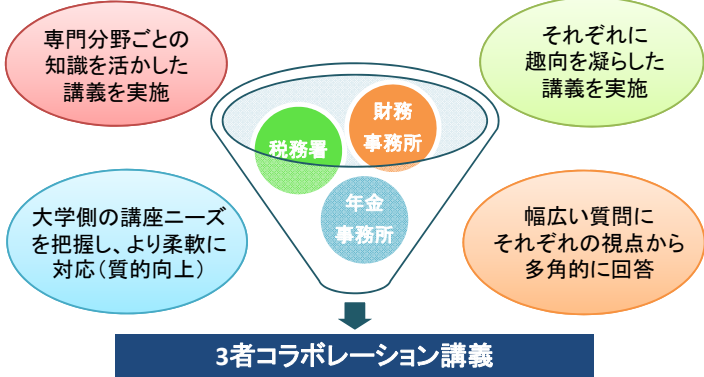 専門分野ごとの
知識を活かした
講義を実施
それぞれに
趣向を凝らした
講義を実施
財務
事務所
税務署
年金
事務所
大学側の講座ニーズ
を把握し、より柔軟に
対応（質的向上）
幅広い質問に
それぞれの視点から
多角的に回答
3者コラボレーション講義